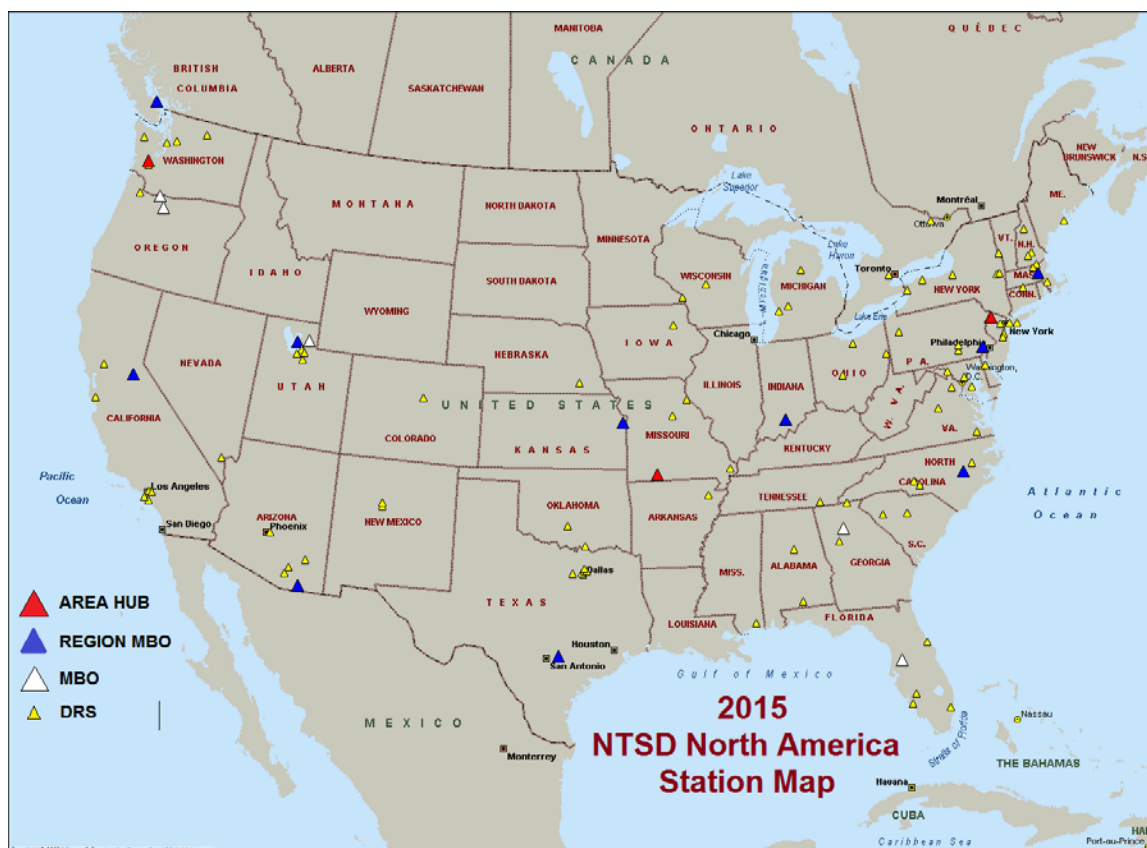 MANITOBA
QUÉBEC
CANADA
BRITISH
COLUMBIA
ALBERTA
SASKATCHEWAN
ONTARIO
NEW
BRUNSWICK
N.S.
WASHINGTON
MONTANA
NORTH DAKOTA
MINNESOTA
Lake
Superior
Montréal
Ottawa
ME.
OREGON
IDAHO
SOUTH DAKOTA
WISCONSIN
Lake
Huron
Toronto
VT.
N.H.
MASS.
MICHIGAN
NEW YORK
CONN.
WYOMING
Lake Erie
New York
Chicago
IOWA
NEBRASKA
Philadelphia
PA.
Washington,
D.C.
NEVADA
UTAH
ILLINOIS
INDIANA
OHIO
W. VA.
UNITED STATES
CALIFORNIA
COLORADO
KANSAS
MISSOURI
KENTUCKY
VA.
NORTH
CAROLINA
Pacific
Ocean
Los Angeles
San Diego
ARIZONA
Phoenix
NEW MEXICO
OKLAHOMA
ARKANSAS
TENNESSEE
S.C.
Atlantic
Ocean
Dallas
MISS.
ALABAMA
GEORGIA
TEXAS
LOUISIANA
FLORIDA
Houston
San Antonio
Gulf of Mexico
AREA HUB
REGION MBO
MBO
DRS
MEXICO
Monterrey
2015
NTSD North America
Station Map
Straits of Florida
Nassau
THE BAHAMAS
Havana
CUBA
Caribbean Sea
HAI
Port-au-Prince